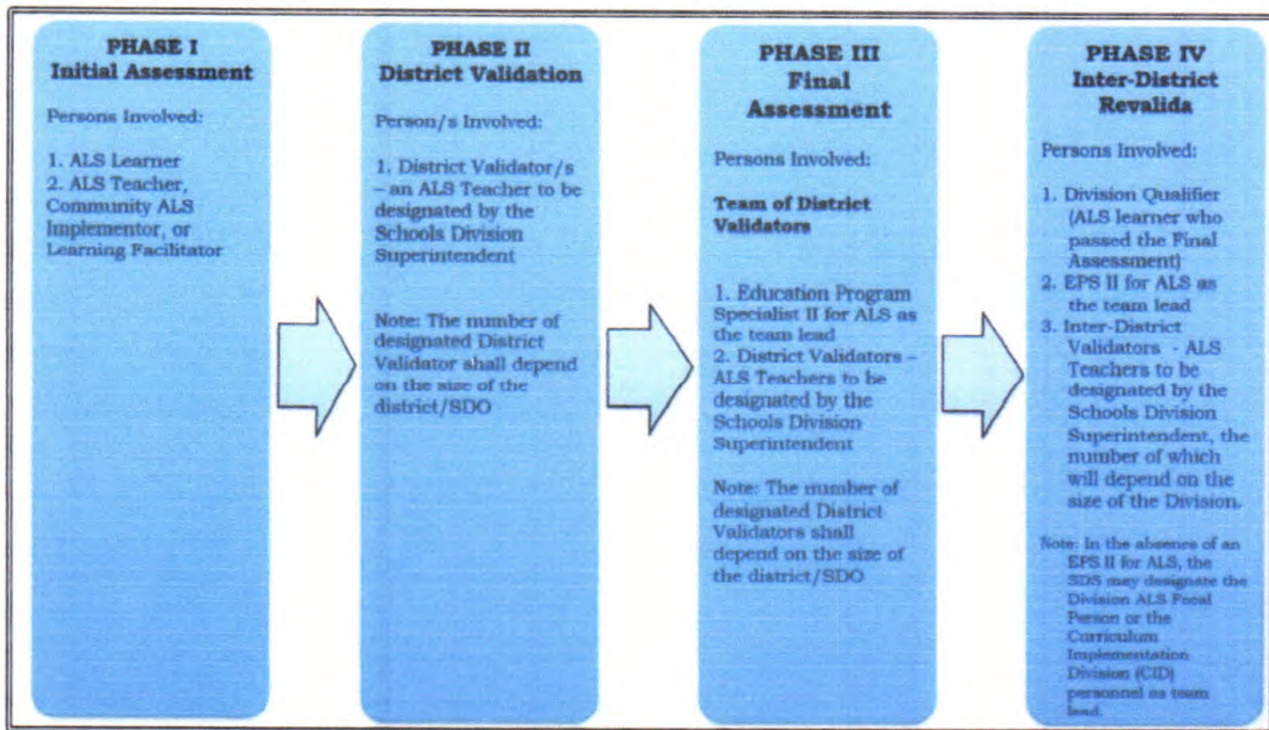 PHASE I
Initial Assessment
Persons Involved:
1. ALS Learner
2. ALS Teacher,
Community ALS
Implementor, or
Learning Facilitator
PHASE II
District Validation
Person/s Involved:
1. District Validator/s
– an ALS Teacher to be
designated by the
Schools Division
Superintendent
Note: The number of
designated District
Validator shall depend
on the size of the
district/SDO
PHASE III
Final
Assessment
Persons Involved:
Team of District
Validators
1. Education Program
Specialist II for ALS as
the team lead
2. District Validators –
ALS Teachers to be
designated by the
Schools Division
Superintendent
Note: The number of
designated District
Validators shall
depend on the size of
the district/SDO
PHASE IV
Inter-District
Revalida
Persons Involved:
1. Division Qualifier
(ALS learner who
passed the Final
Assessment)
2. EPS II for ALS as
the team lead
3. Inter-District
Validators - ALS
Teachers to be
designated by the
Schools Division
Superintendent, the
number of which
will depend on the
size of the Division.
Note: In the absence of an
EPS II for ALS, the
SDS may designate the
Division ALS Focal
Person or the
Curriculum
Implementation
Division (CID)
personnel as team
lead.